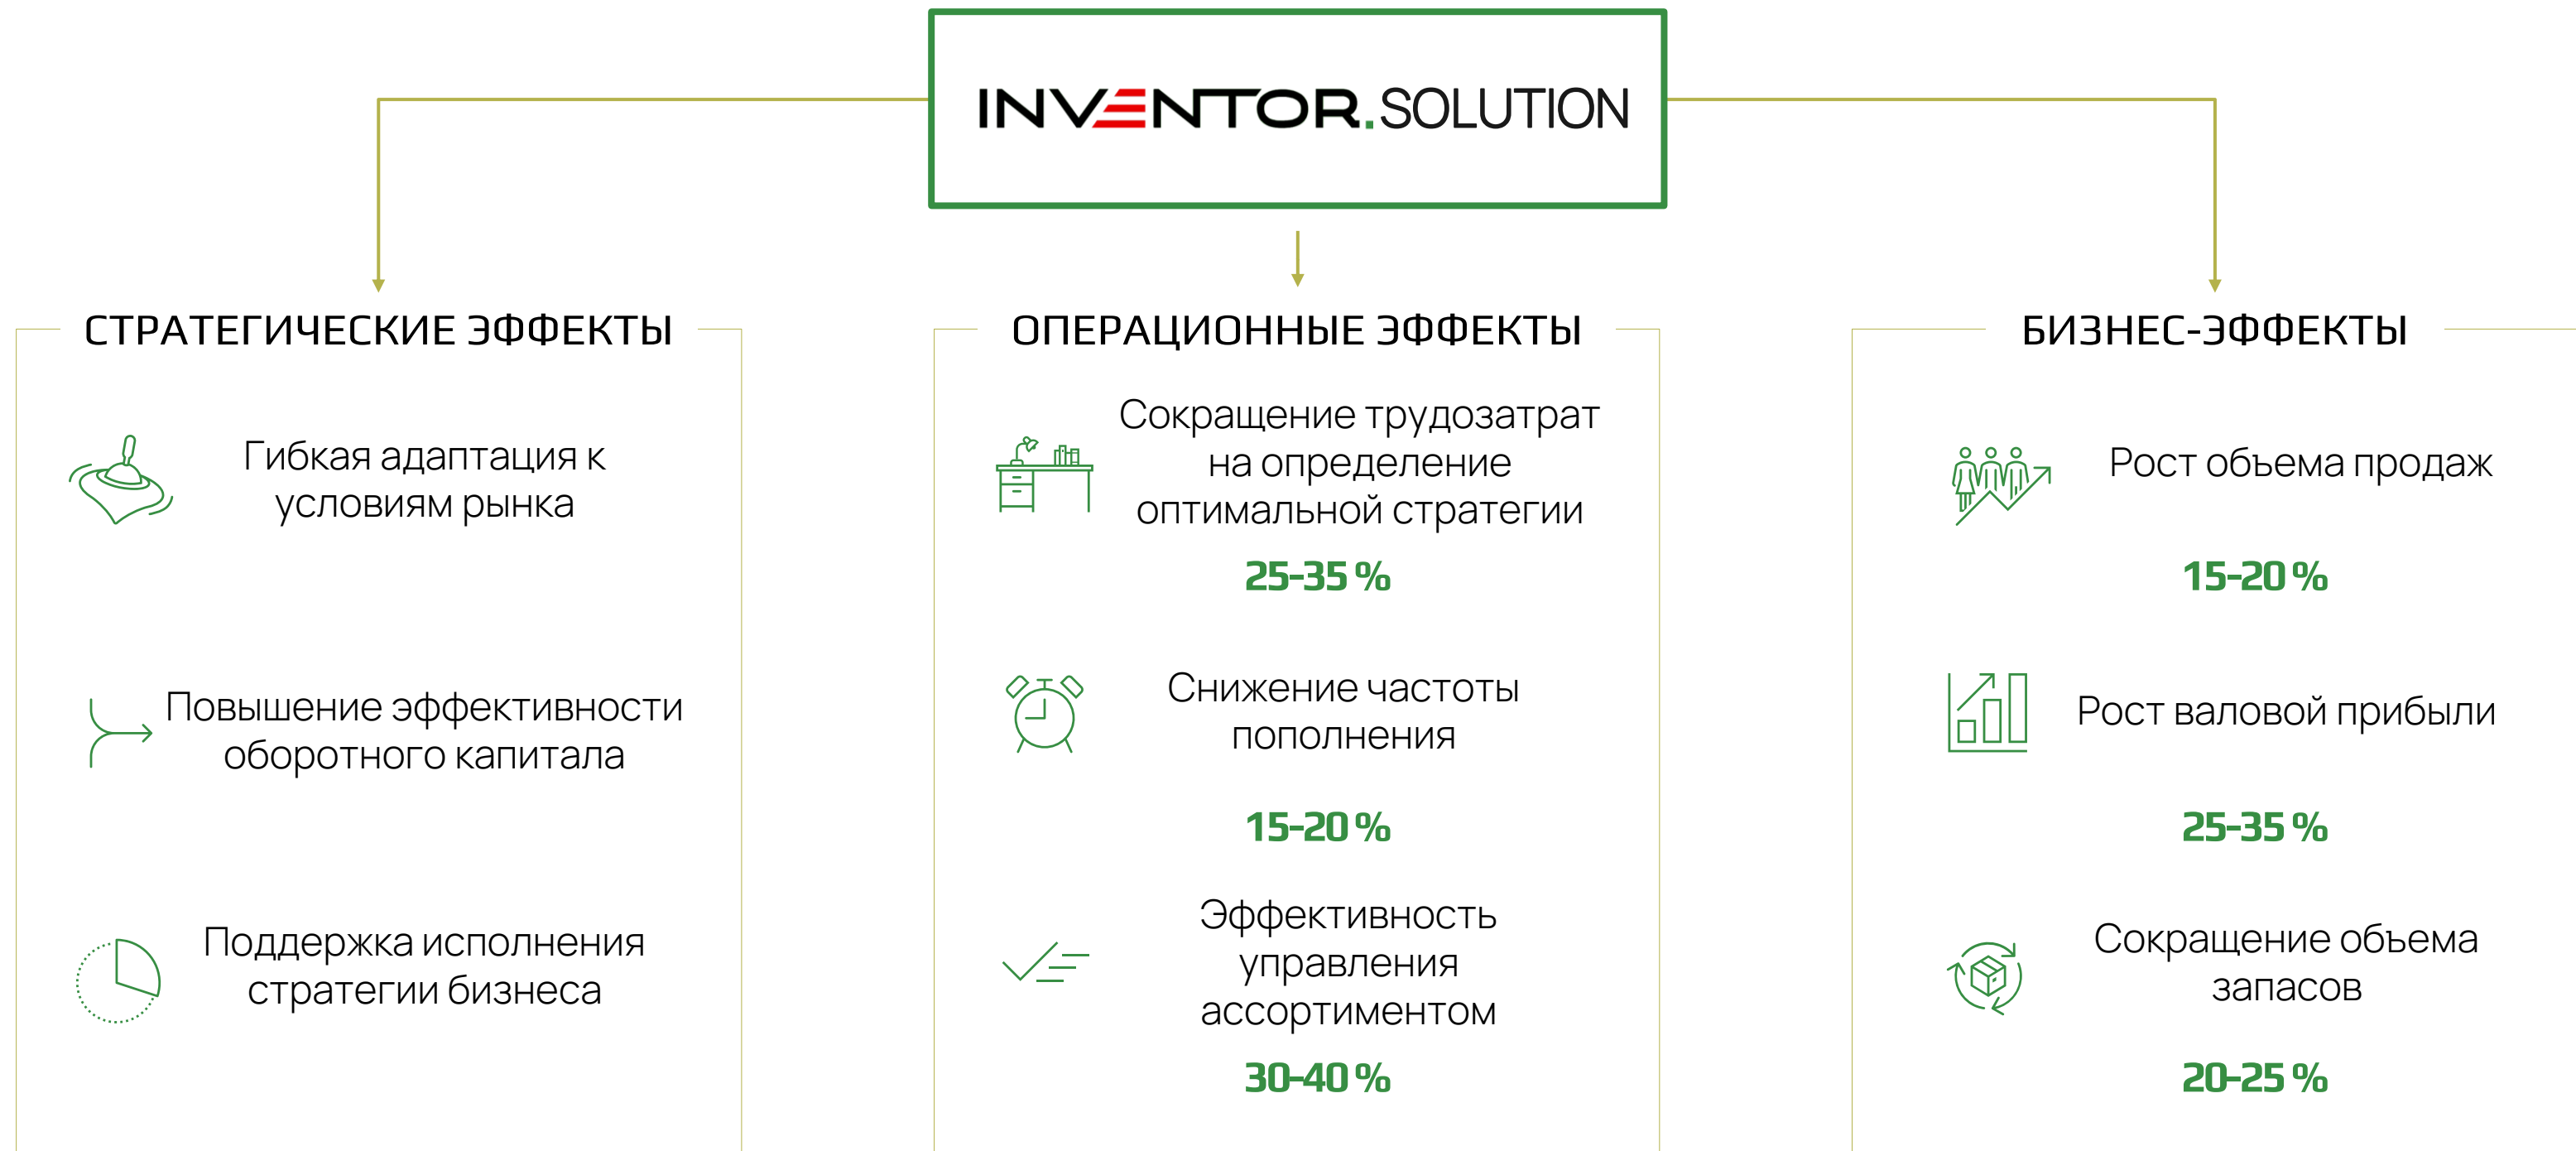 INVENTOR.SOLUTION
СТРАТЕГИЧЕСКИЕ ЭФФЕКТЫ
Гибкая адаптация к
условиям рынка
Повышение эффективности
оборотного капитала
Поддержка исполнения
стратегии бизнеса
ОПЕРАЦИОННЫЕ ЭФФЕКТЫ
Сокращение трудозатрат
на определение
оптимальной стратегии
25-35 %
Снижение частоты
пополнения
15-20 %
Эффективность
управления
ассортиментом
30-40 %
БИЗНЕС-ЭФФЕКТЫ
Рост объема продаж
15-20 %
Рост валовой прибыли
25-35 %
Сокращение объема
запасов
20-25 %